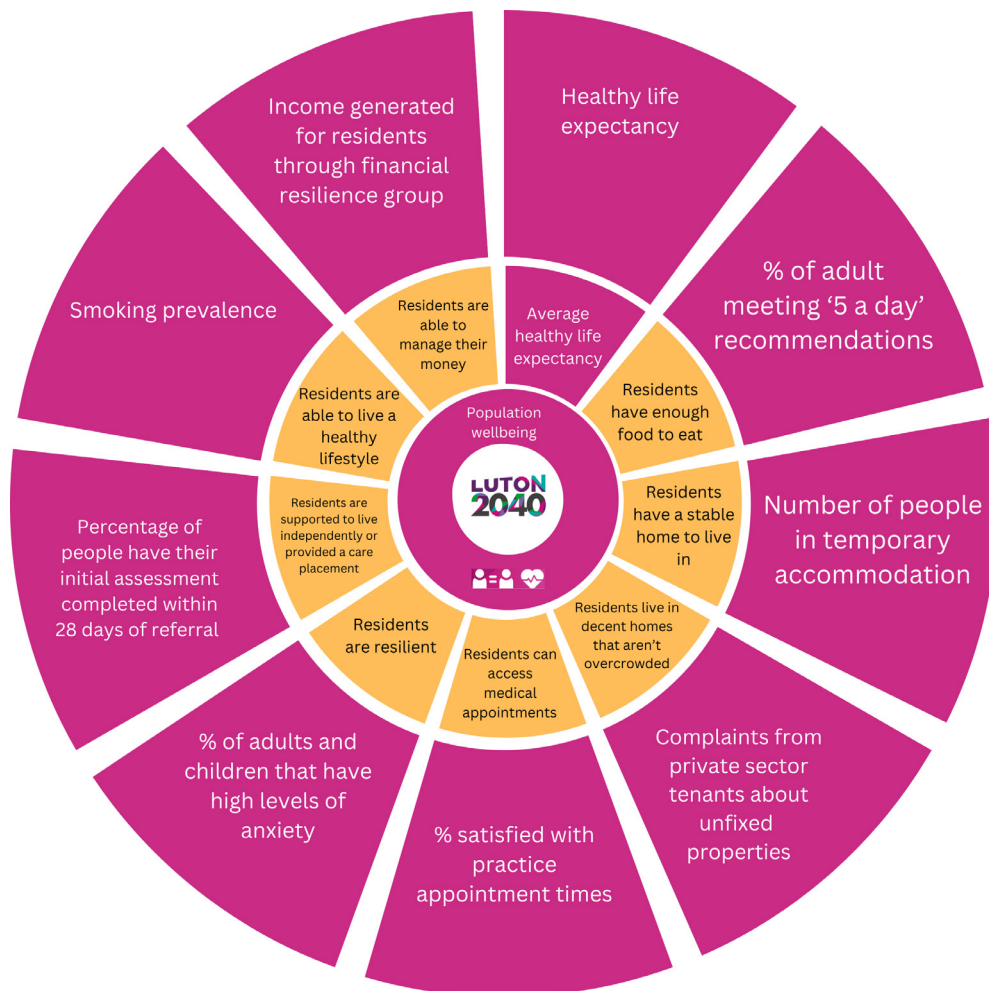 Healthy life
expectancy
% of adult
meeting ‘5 a day’
recommendations
Number of people
in temporary
accommodation
Complaints from
private sector
tenants about
unfixed
properties
% satisfied with
practice
appointment times
% of adults and
children that have
high levels of
anxiety
Percentage of
people have their
initial assessment
completed within
28 days of referral
Smoking prevalence
Income generated
for residents
through financial
resilience group
Average
healthy life
expectancy
Residents
have enough
food to eat
Residents
have a stable
home to live
in
Residents live in
decent homes
that aren’t
overcrowded
Residents can
access
medical
appointments
Residents
are resilient
Residents are
supported to live
independently or
provided a care
placement
Residents are
able to live a
healthy
lifestyle
Residents are
able to
manage their
money
Population
wellbeing
LUTON
2040